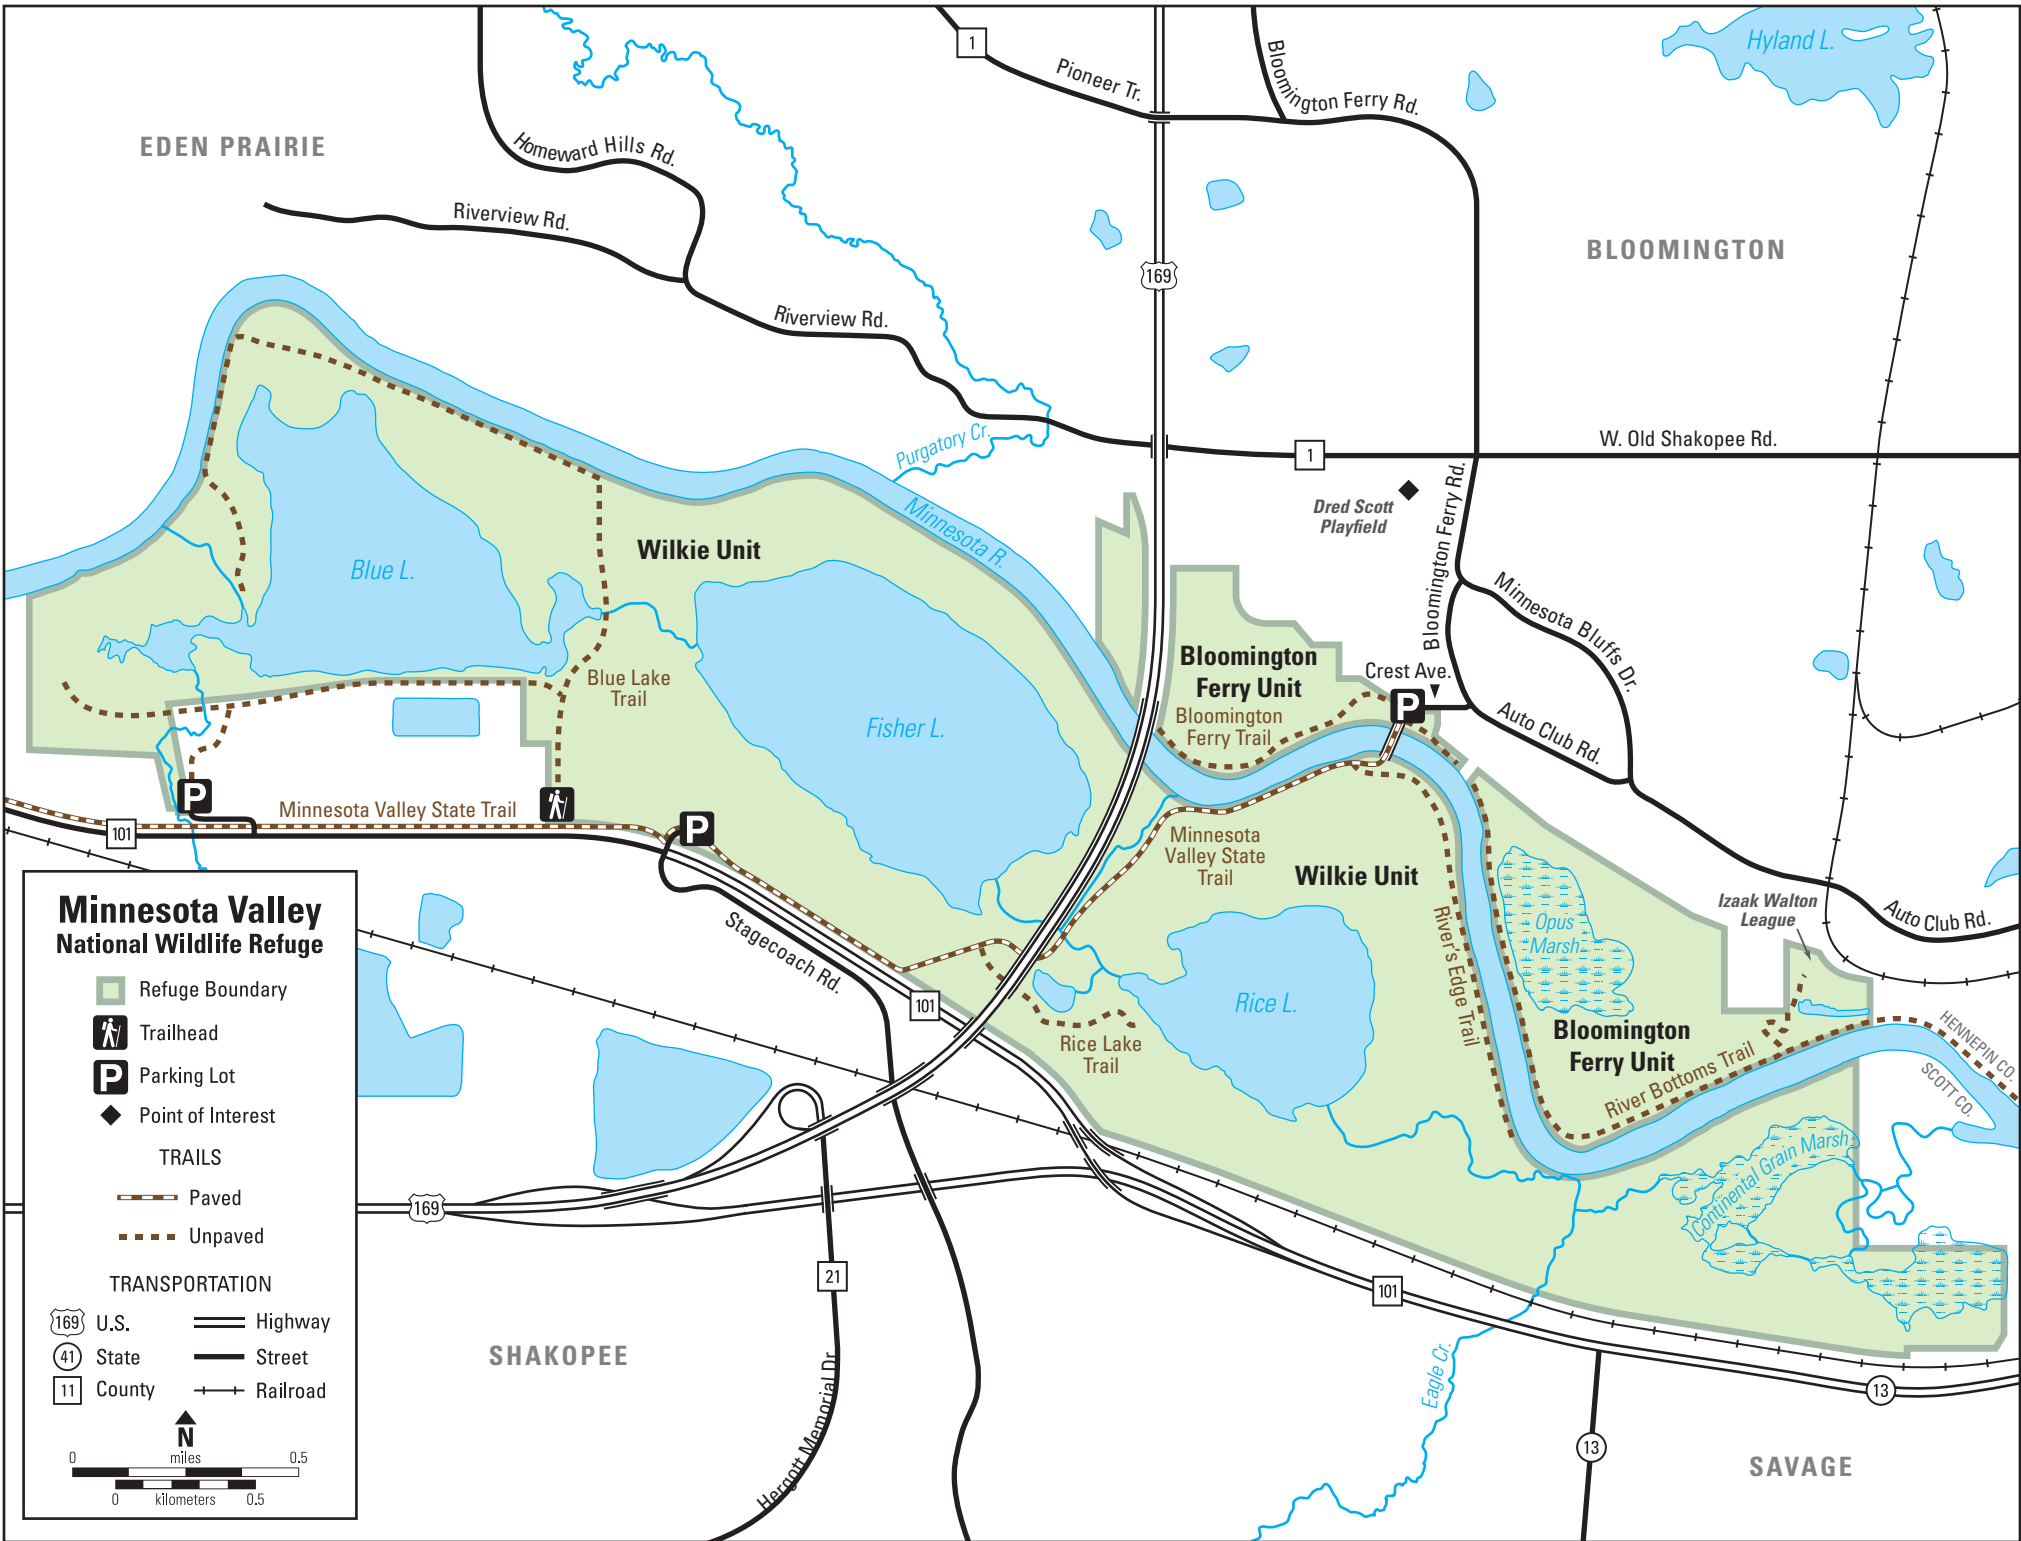 Hyland L.
1
Pioneer Tr.
Bloomington Ferry Rd.
EDEN PRAIRIE
Homeward Hills Rd.
Riverview Rd.
BLOOMINGTON
169
Riverview Rd.
Purgatory Cr.
1
W. Old Shakopee Rd.
Minnesota R.
Dred Scott
Playfield
Bloomington Ferry Rd.
Wilkie Unit
Blue L.
Minnesota Bluffs Dr.
Bloomington
Ferry Unit
Crest Ave.
P
Blue Lake
Trail
Bloomington
Ferry Trail
Fisher L.
Auto Club Rd.
P
Minnesota Valley State Trail
101
P
Minnesota
Valley State
Trail
Wilkie Unit
Izaak Walton
League
Auto Club Rd.
Opus
Marsh
River's Edge Trail
Stagecoach Rd.
101
Rice L.
Rice Lake
Trail
Bloomington
Ferry Unit
River Bottoms Trail
HENNEPIN CO.
SCOTT CO.
Continental Grain Marsh
169
21
101
Eagle Cr.
13
13
SHAKOPEE
Hergott Memorial Dr.
SAVAGE
Minnesota Valley
National Wildlife Refuge
Refuge Boundary
Trailhead
P Parking Lot
Point of Interest
TRAILS
Paved
Unpaved
TRANSPORTATION
169 U.S. Highway
41 State Street
11 County Railroad
N
0 miles 0.5
0 kilometers 0.5